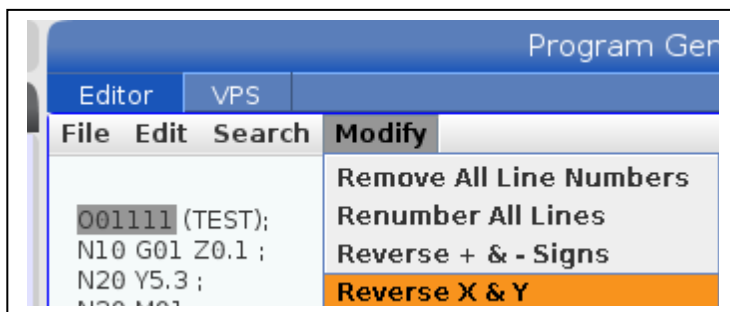 Program Ger
Editor VPS
File Edit Search Modify
Remove All Line Numbers
O01111 (TEST); Renumber All Lines
N10 G01 Z0.1 ; Reverse + & - Signs
N20 Y5.3 ; Reverse X & Y